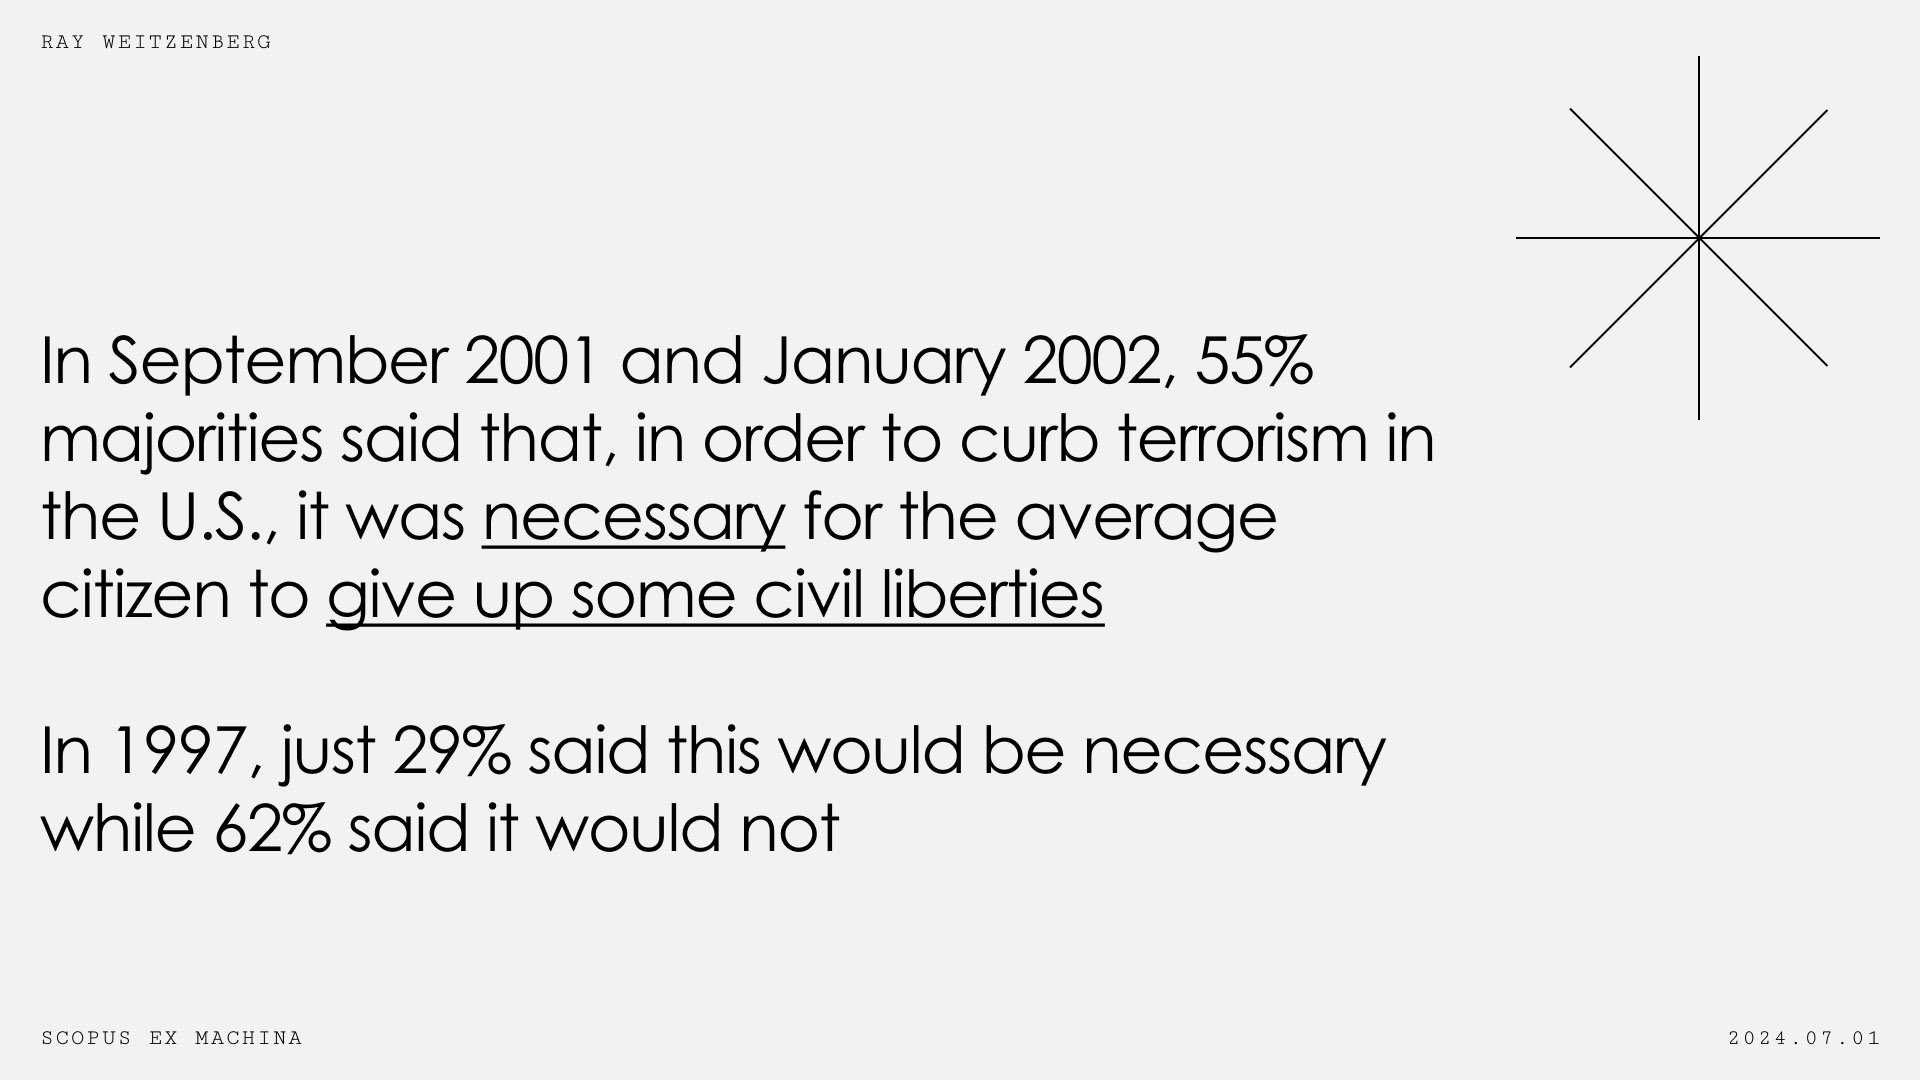 RAY WEITZENBERG
In September 2001 and January 2002, 55%
majorities said that, in order to curb terrorism in
the U.S., it was necessary for the average
citizen to give up some civil liberties
In 1997, just 29% said this would be necessary
while 62% said it would not
SCOPUS EX MACHINA
2024.07.01